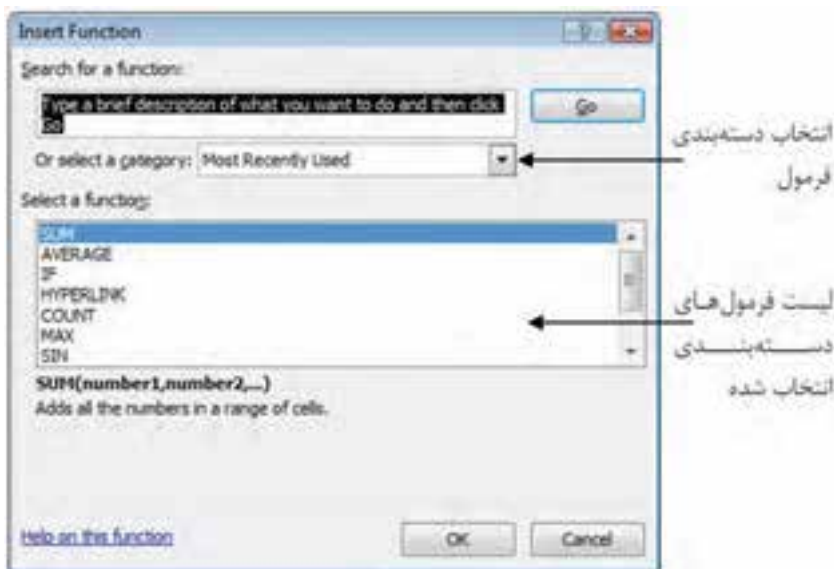 Insert Function
Search for a function:
Type a brief description of what you want to do and then click
Go
Go
Or select a category: Most Recently Used
Select a function:
SUM
AVERAGE
IF
HYPERLINK
COUNT
MAX
SIN
SUM(number1,number2,...)
Adds all the numbers in a range of cells.
Help on this function
OK
Cancel
انتخاب دسته‌بندی
فرمول
لیست فرمول‌های
دسته‌بندی
انتخاب شده